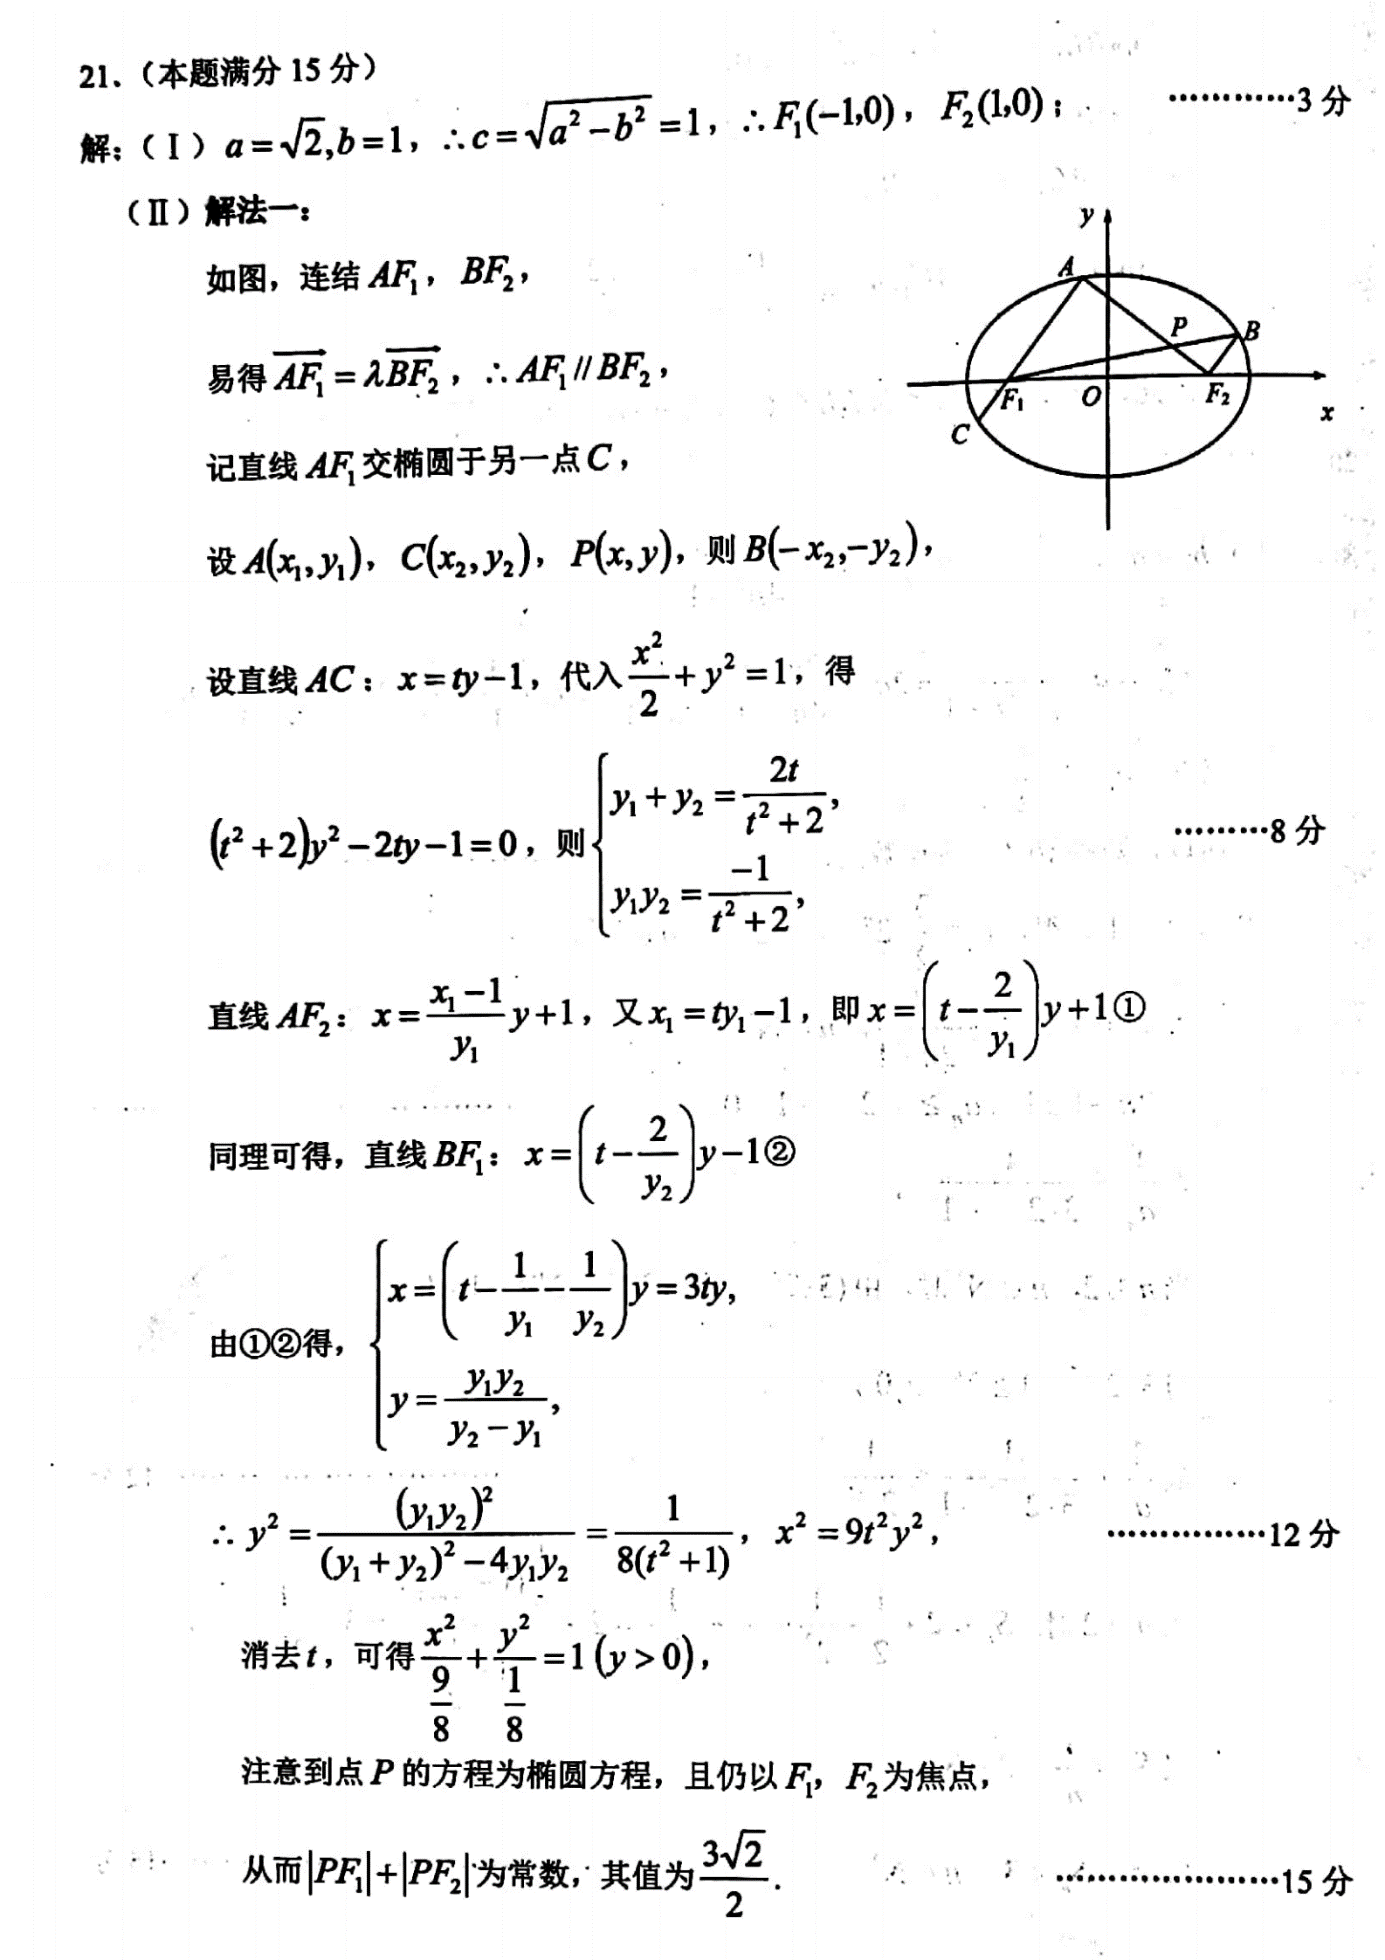 21.（本题满分 15 分）
解:（Ⅰ）a=√2,b=1，∴c=√(a²−b²)=1，∴F₁(−1,0)，F₂(1,0)；…………3 分
（Ⅱ）解法一：
如图，连结 AF₁，BF₂，
易得 \overrightarrow{AF₁}=λ\overrightarrow{BF₂}，∴AF₁//BF₂，
记直线 AF₁ 交椭圆于另一点 C，
设 A(x₁,y₁)，C(x₂,y₂)，P(x,y)，则 B(−x₂,−y₂)，
y
A
P
B
F₁
O
F₂
x
C
设直线 AC：x=ty−1，代入 x²/2+y²=1，得
(t²+2)y²−2ty−1=0，则 { y₁+y₂=2t/(t²+2), y₁y₂=−1/(t²+2), ………8 分
直线 AF₂：x=(x₁−1)/y₁ y+1，又 x₁=ty₁−1，即 x=(t−2/y₁)y+1①
同理可得，直线 BF₁：x=(t−2/y₂)y−1②
由①②得，{ x=(t−1/y₁−1/y₂)y=3ty, y=y₁y₂/(y₂−y₁),
∴y²=(y₁y₂)²/((y₁+y₂)²−4y₁y₂)=1/(8(t²+1))，x²=9t²y²，……………12 分
消去 t，可得 x²/(9/8)+y²/(1/8)=1(y>0)，
注意到点 P 的方程为椭圆方程，且仍以 F₁，F₂ 为焦点，
从而|PF₁|+|PF₂|为常数，其值为 3√2/2. …………………15 分